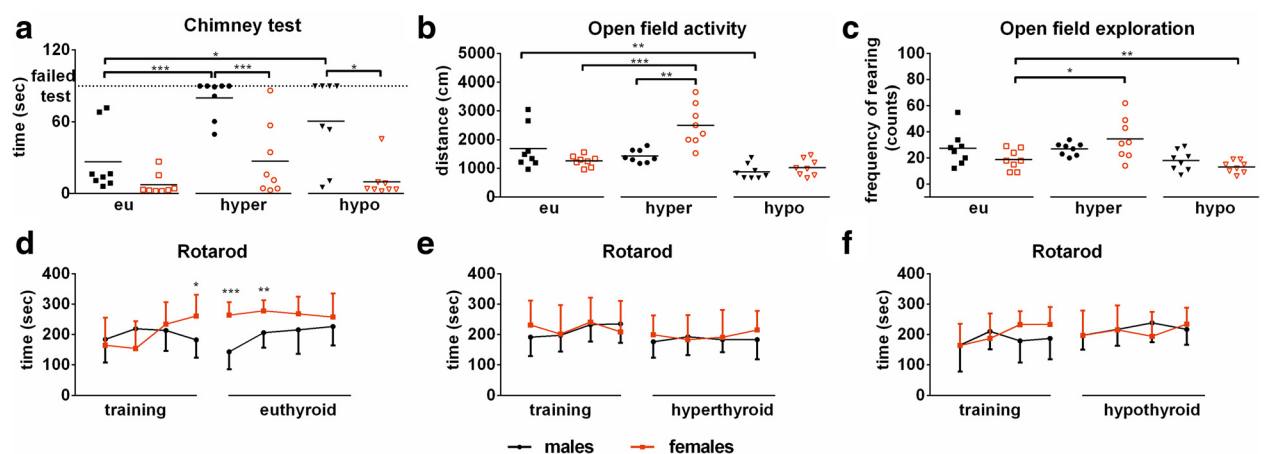 a
Chimney test
120
failed
test
60
0
time (sec)
*
***
***
*
eu
hyper
hypo
b
Open field activity
5000
4000
3000
2000
1000
0
distance (cm)
**
***
**
eu
hyper
hypo
c
Open field exploration
100
80
60
40
20
0
frequency of rearing
(counts)
**
*
eu
hyper
hypo
d
Rotarod
400
300
200
100
0
time (sec)
*
***
**
training
euthyroid
e
Rotarod
400
300
200
100
0
time (sec)
training
hyperthyroid
f
Rotarod
400
300
200
100
0
time (sec)
training
hypothyroid
males
females